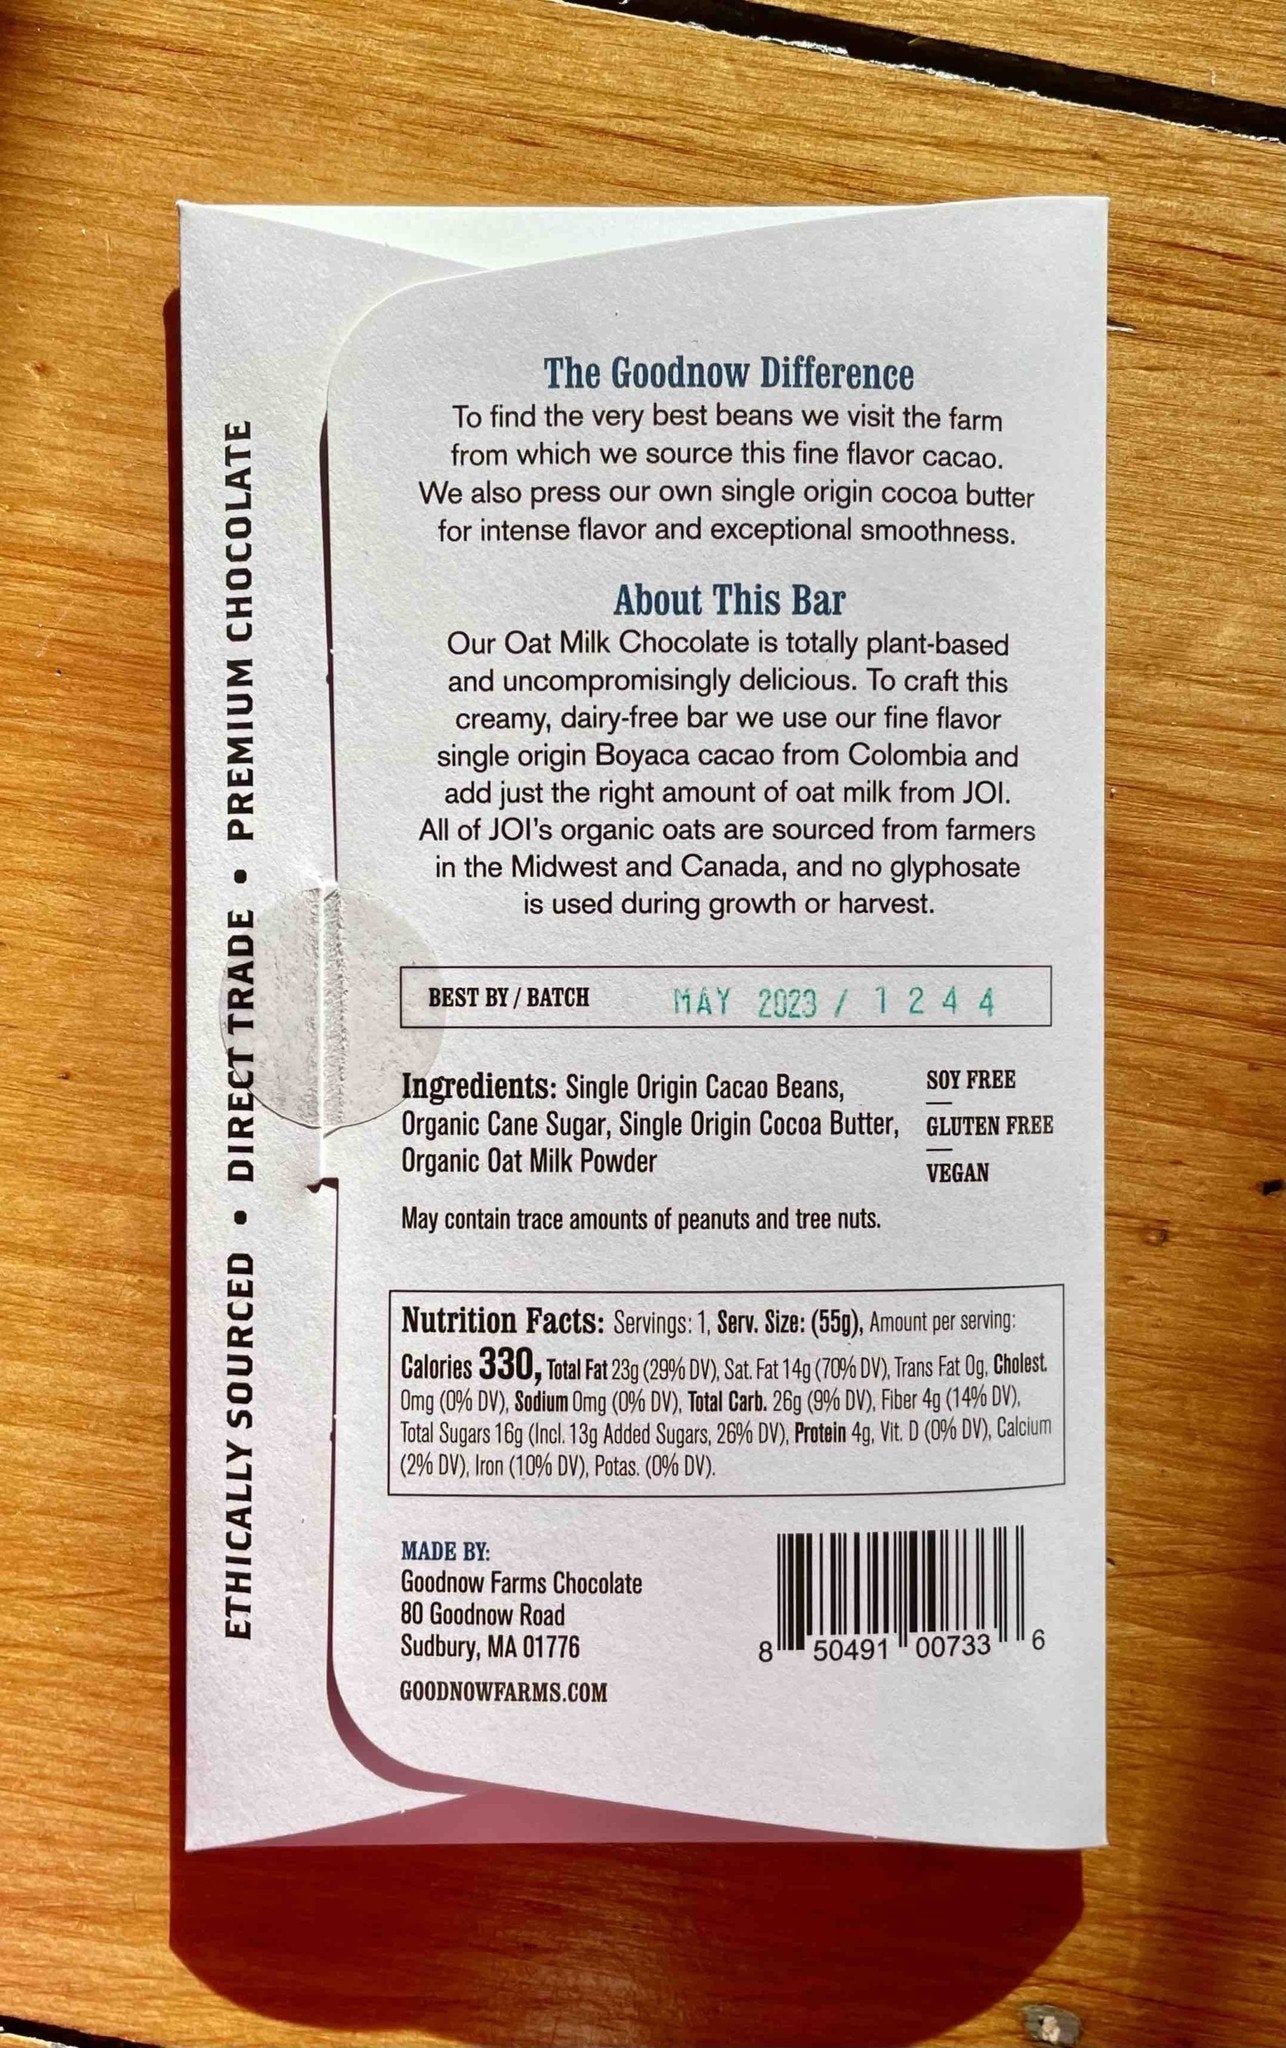 ETHICALLY SOURCED • DIRECT TRADE • PREMIUM CHOCOLATE
The Goodnow Difference
To find the very best beans we visit the farm
from which we source this fine flavor cacao.
We also press our own single origin cocoa butter
for intense flavor and exceptional smoothness.
About This Bar
Our Oat Milk Chocolate is totally plant-based
and uncompromisingly delicious. To craft this
creamy, dairy-free bar we use our fine flavor
single origin Boyaca cacao from Colombia and
add just the right amount of oat milk from JOI.
All of JOI's organic oats are sourced from farmers
in the Midwest and Canada, and no glyphosate
is used during growth or harvest.
BEST BY / BATCH MAY 2023 / 1 2 4 4
Ingredients: Single Origin Cacao Beans,
Organic Cane Sugar, Single Origin Cocoa Butter,
Organic Oat Milk Powder
SOY FREE
GLUTEN FREE
VEGAN
May contain trace amounts of peanuts and tree nuts.
Nutrition Facts: Servings: 1, Serv. Size: (55g), Amount per serving:
Calories 330, Total Fat 23g (29% DV), Sat. Fat 14g (70% DV), Trans Fat 0g, Cholest.
0mg (0% DV), Sodium 0mg (0% DV), Total Carb. 26g (9% DV), Fiber 4g (14% DV),
Total Sugars 16g (Incl. 13g Added Sugars, 26% DV), Protein 4g, Vit. D (0% DV), Calcium
(2% DV), Iron (10% DV), Potas. (0% DV).
MADE BY:
Goodnow Farms Chocolate
80 Goodnow Road
Sudbury, MA 01776
GOODNOWFARMS.COM
8 50491 00733 6